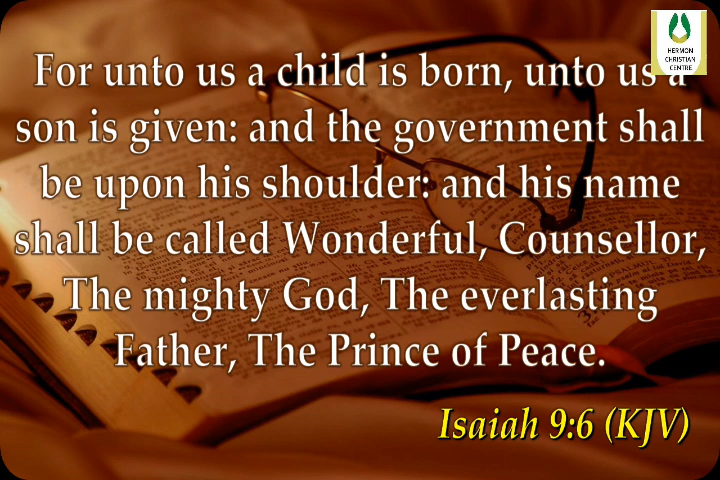 HERMON
CHRISTIAN
CENTRE
For unto us a child is born, unto us a
son is given: and the government shall
be upon his shoulder: and his name
shall be called Wonderful, Counsellor,
The mighty God, The everlasting
Father, The Prince of Peace.
Isaiah 9:6 (KJV)